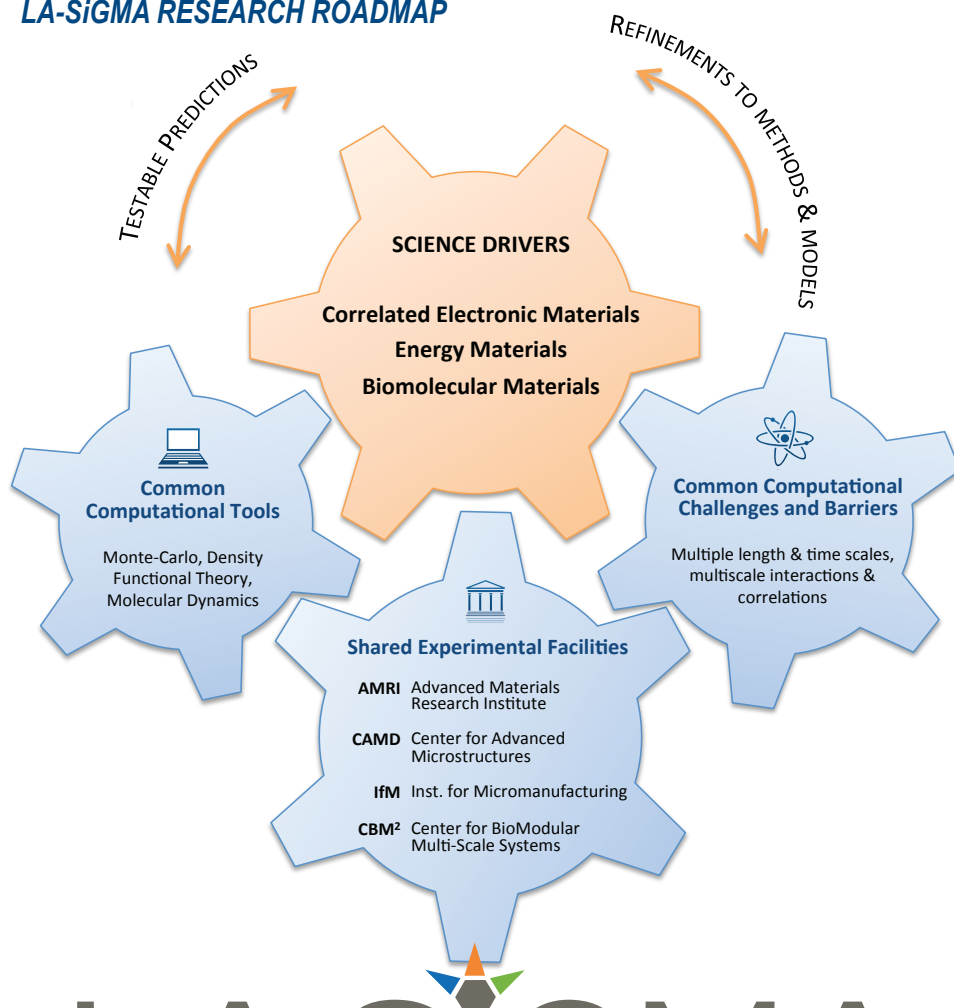 LA-SiGMA RESEARCH ROADMAP
TESTABLE PREDICTIONS
REFINEMENTS TO METHODS & MODELS
SCIENCE DRIVERS
Correlated Electronic Materials
Energy Materials
Biomolecular Materials
Common
Computational Tools
Monte-Carlo, Density
Functional Theory,
Molecular Dynamics
Common Computational
Challenges and Barriers
Multiple length & time scales,
multiscale interactions &
correlations
Shared Experimental Facilities
AMRI Advanced Materials
Research Institute
CAMD Center for Advanced
Microstructures
IfM Inst. for Micromanufacturing
CBM² Center for BioModular
Multi-Scale Systems